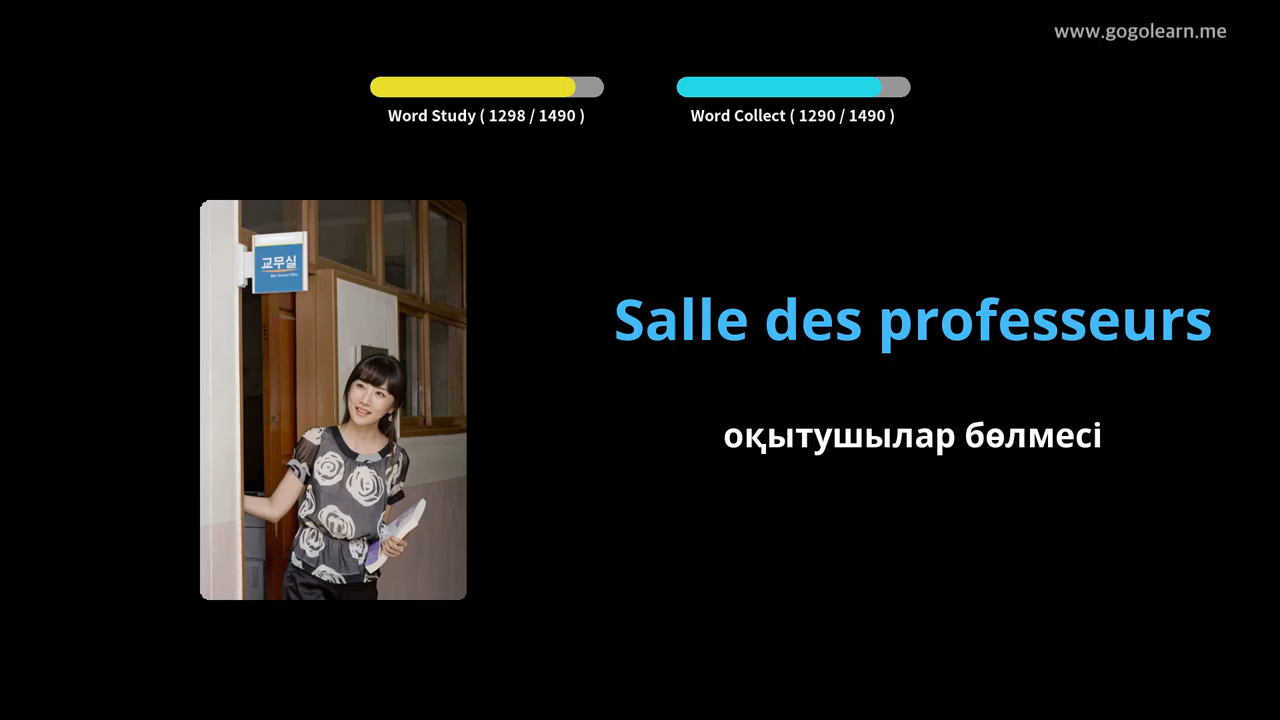 www.gogolearn.me
Word Study ( 1298 / 1490 )
Word Collect ( 1290 / 1490 )
교무실
Salle des professeurs
оқытушылар бөлмесі